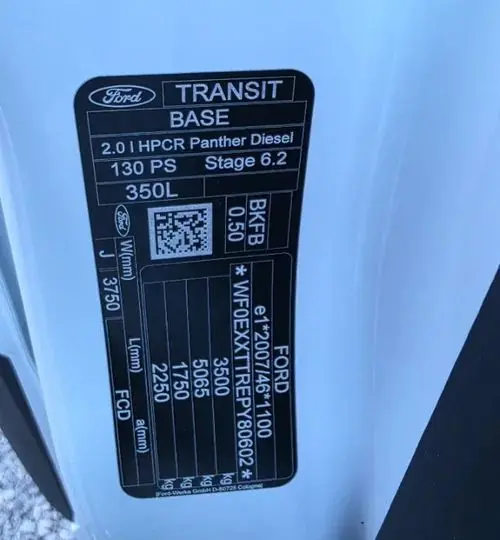 Ford
TRANSIT
BASE
2.0 l HPCR Panther Diesel
130 PS Stage 6.2
350L
Ford
BKFB
0.50
W(mm) L(mm) a(mm)
J 3750 FCD
FORD
e1*2007/46*1100
* WF0EXXTTREPY80602 *
3500 kg
5065 kg
1750 kg
2250 kg
Ford-Werke GmbH D-50725 Cologne